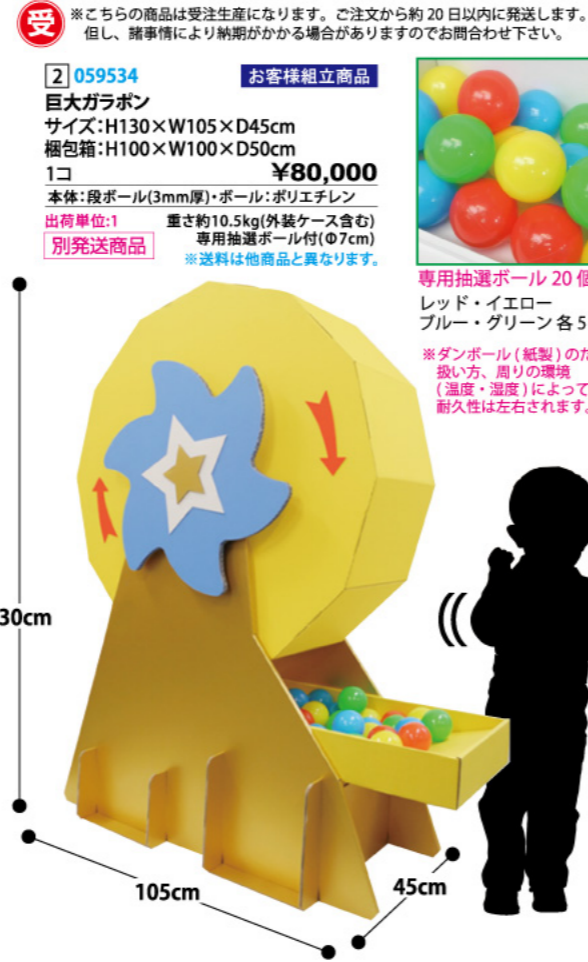 受 ※こちらの商品は受注生産になります。ご注文から約20日以内に発送します。
但し、諸事情により納期がかかる場合がありますのでお問合わせ下さい。
2 059534 お客様組立商品
巨大ガラポン
サイズ:H130×W105×D45cm
梱包箱:H100×W100×D50cm
1コ ¥80,000
本体:段ボール(3mm厚)・ボール:ポリエチレン
出荷単位:1 重さ約10.5kg(外装ケース含む)
別発送商品 専用抽選ボール付(Φ7cm)
※送料は他商品と異なります。
専用抽選ボール 20 個
レッド・イエロー
ブルー・グリーン 各 5
※ダンボール(紙製)のた
扱い方、周りの環境
(温度・湿度)によって
耐久性は左右されます。
30cm
105cm
45cm